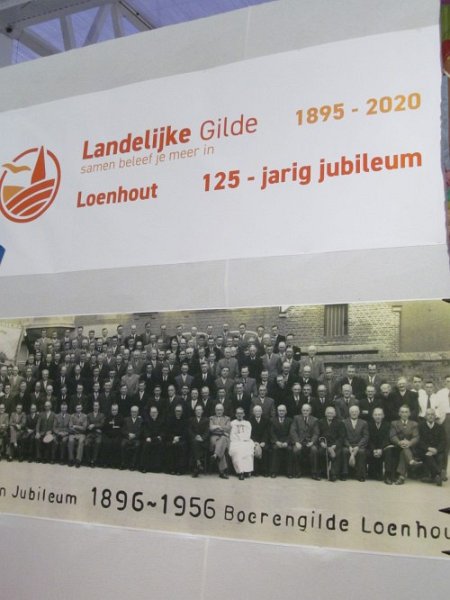 Landelijke Gilde 1895 - 2020
samen beleef je meer in
Loenhout 125 - jarig jubileum
n Jubileum 1896~1956 Boerengilde Loenhou